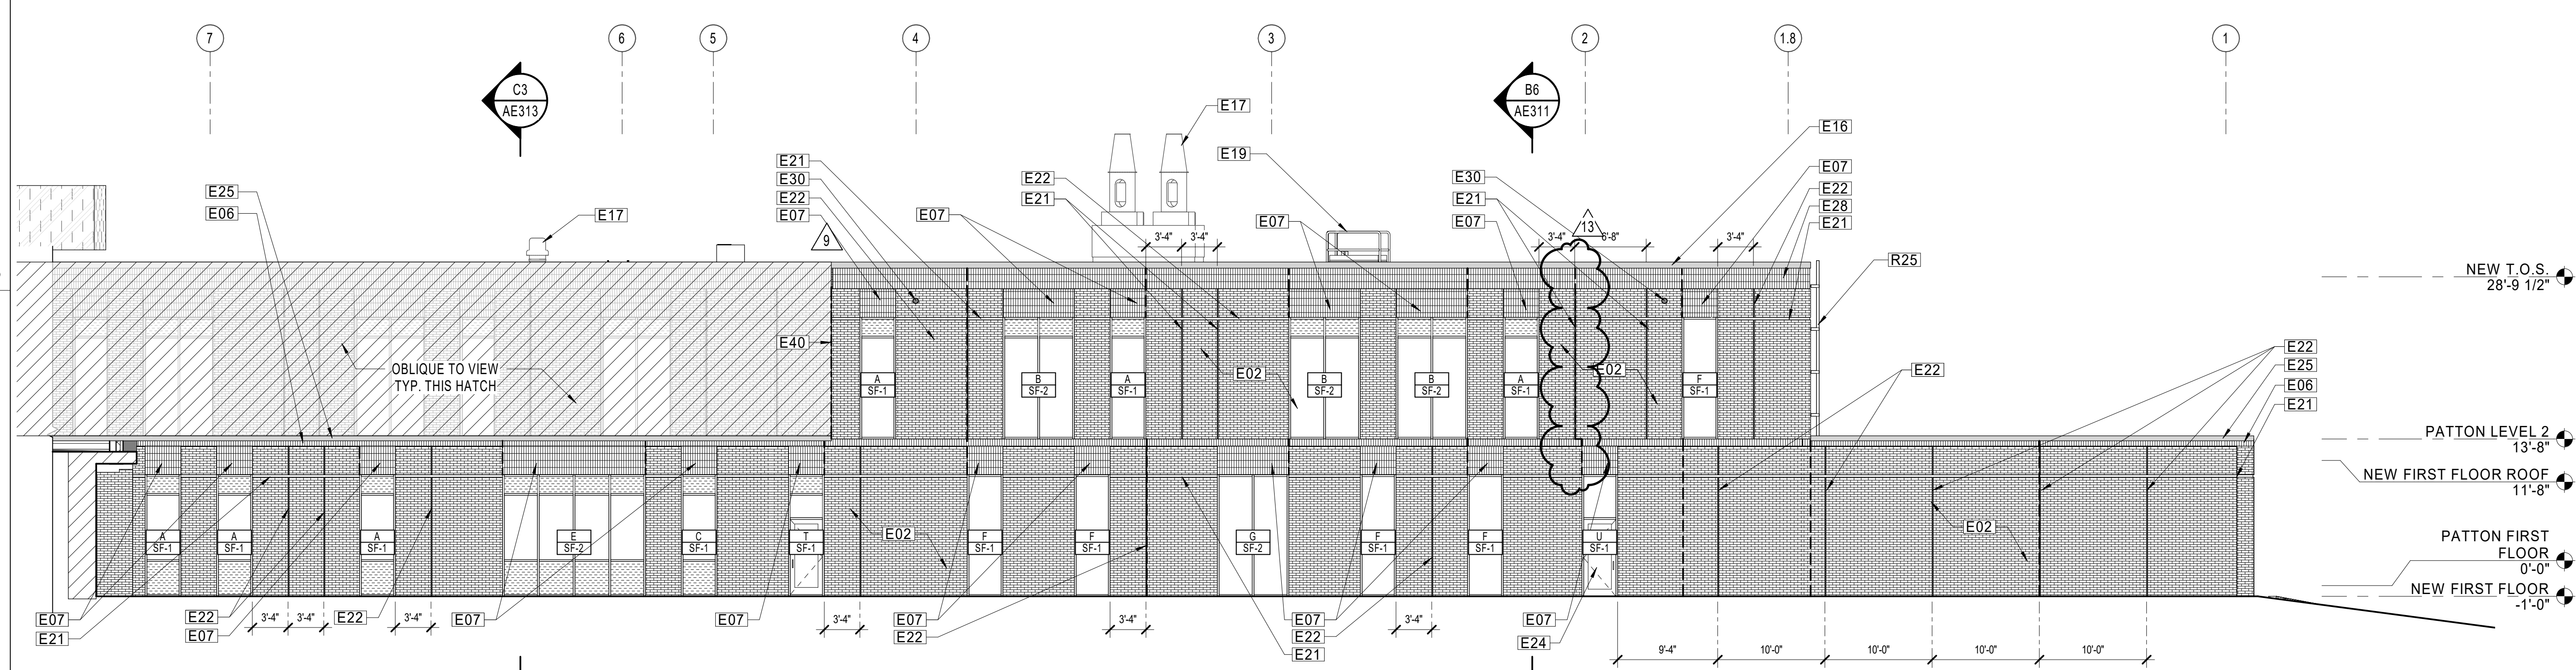 7
6
5
4
3
2
1.8
1
C3
AE313
B6
AE311
E17
E16
E19
E21
E30
E22
E07
E22
E21
E30
E21
E07
E07
E22
E28
E21
E25
E06
E17
E07
E07
9
13
3'-4"
3'-4"
3'-4"
6'-8"
3'-4"
R25
NEW T.O.S.
28'-9 1/2"
E40
OBLIQUE TO VIEW
TYP. THIS HATCH
A
SF-1
B
SF-2
A
SF-1
E02
B
SF-2
B
SF-2
A
SF-1
E02
F
SF-1
E22
E22
E25
E06
E21
PATTON LEVEL 2
13'-8"
NEW FIRST FLOOR ROOF
11'-8"
A
SF-1
A
SF-1
A
SF-1
E
SF-2
C
SF-1
T
SF-1
E02
F
SF-1
F
SF-1
G
SF-2
F
SF-1
F
SF-1
U
SF-1
E02
PATTON FIRST
FLOOR
0'-0"
NEW FIRST FLOOR
-1'-0"
E07
E21
E22
E07
3'-4"
3'-4"
E22
3'-4"
E07
E07
3'-4"
E07
E22
3'-4"
E07
E22
E21
3'-4"
E07
E24
9'-4"
10'-0"
10'-0"
10'-0"
10'-0"